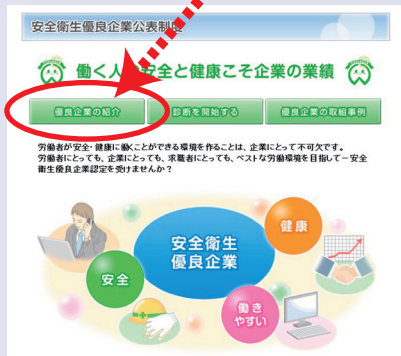 安全衛生優良企業公表制度
働く人の安全と健康こそ企業の業績
優良企業の紹介
診断を開始する
優良企業の取組事例
労働者が安全・健康に働くことができる環境を作ることは、企業にとって不可欠です。
労働者にとっても、企業にとっても、求職者にとっても、ベストな労働環境を目指して－安全
衛生優良企業認定を受けませんか?
安全衛生
優良企業
健康
安全
働き
やすい